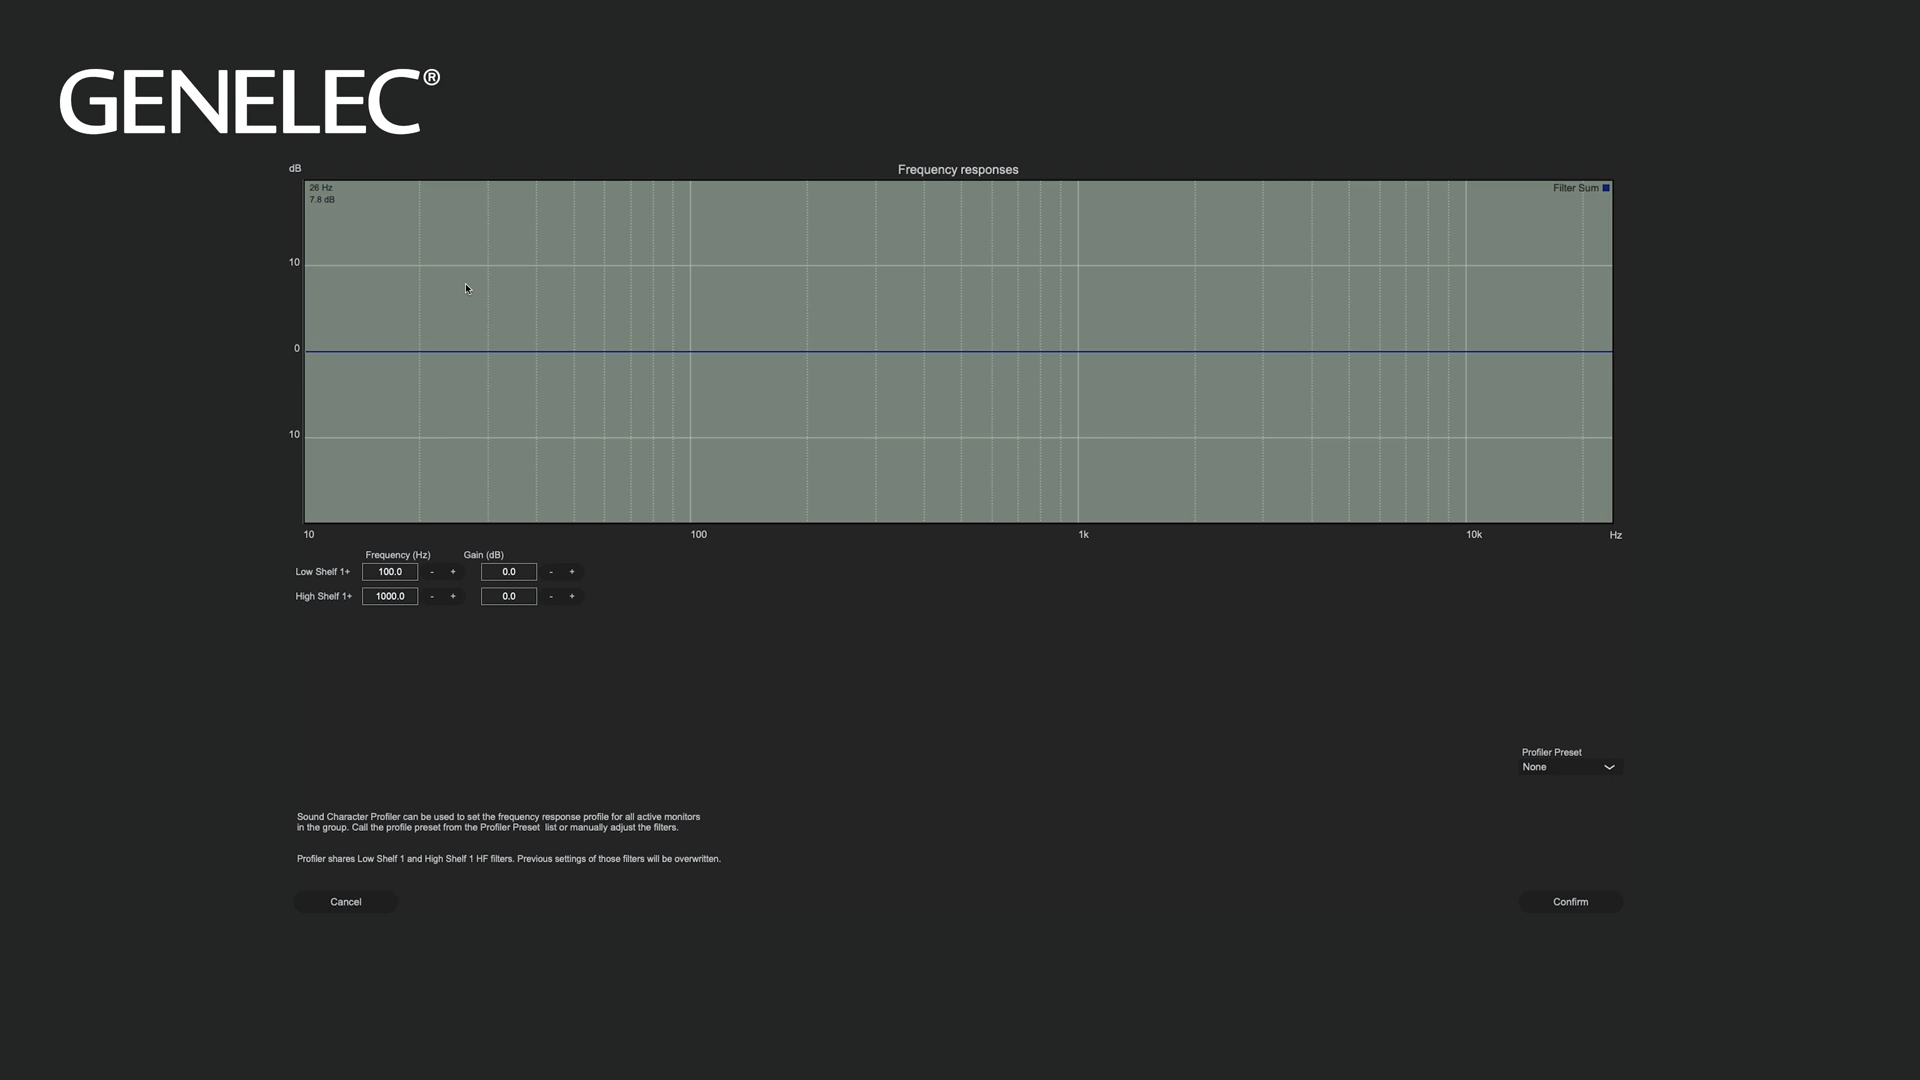 GENELEC®
dB
Frequency responses
26 Hz
7.8 dB
Filter Sum
10
0
10
10
100
1k
10k
Hz
Frequency (Hz)
Gain (dB)
Low Shelf 1+
100.0
-
+
0.0
-
+
High Shelf 1+
1000.0
-
+
0.0
-
+
Profiler Preset
None
Sound Character Profiler can be used to set the frequency response profile for all active monitors
in the group. Call the profile preset from the Profiler Preset list or manually adjust the filters.
Profiler shares Low Shelf 1 and High Shelf 1 HF filters. Previous settings of those filters will be overwritten.
Cancel
Confirm